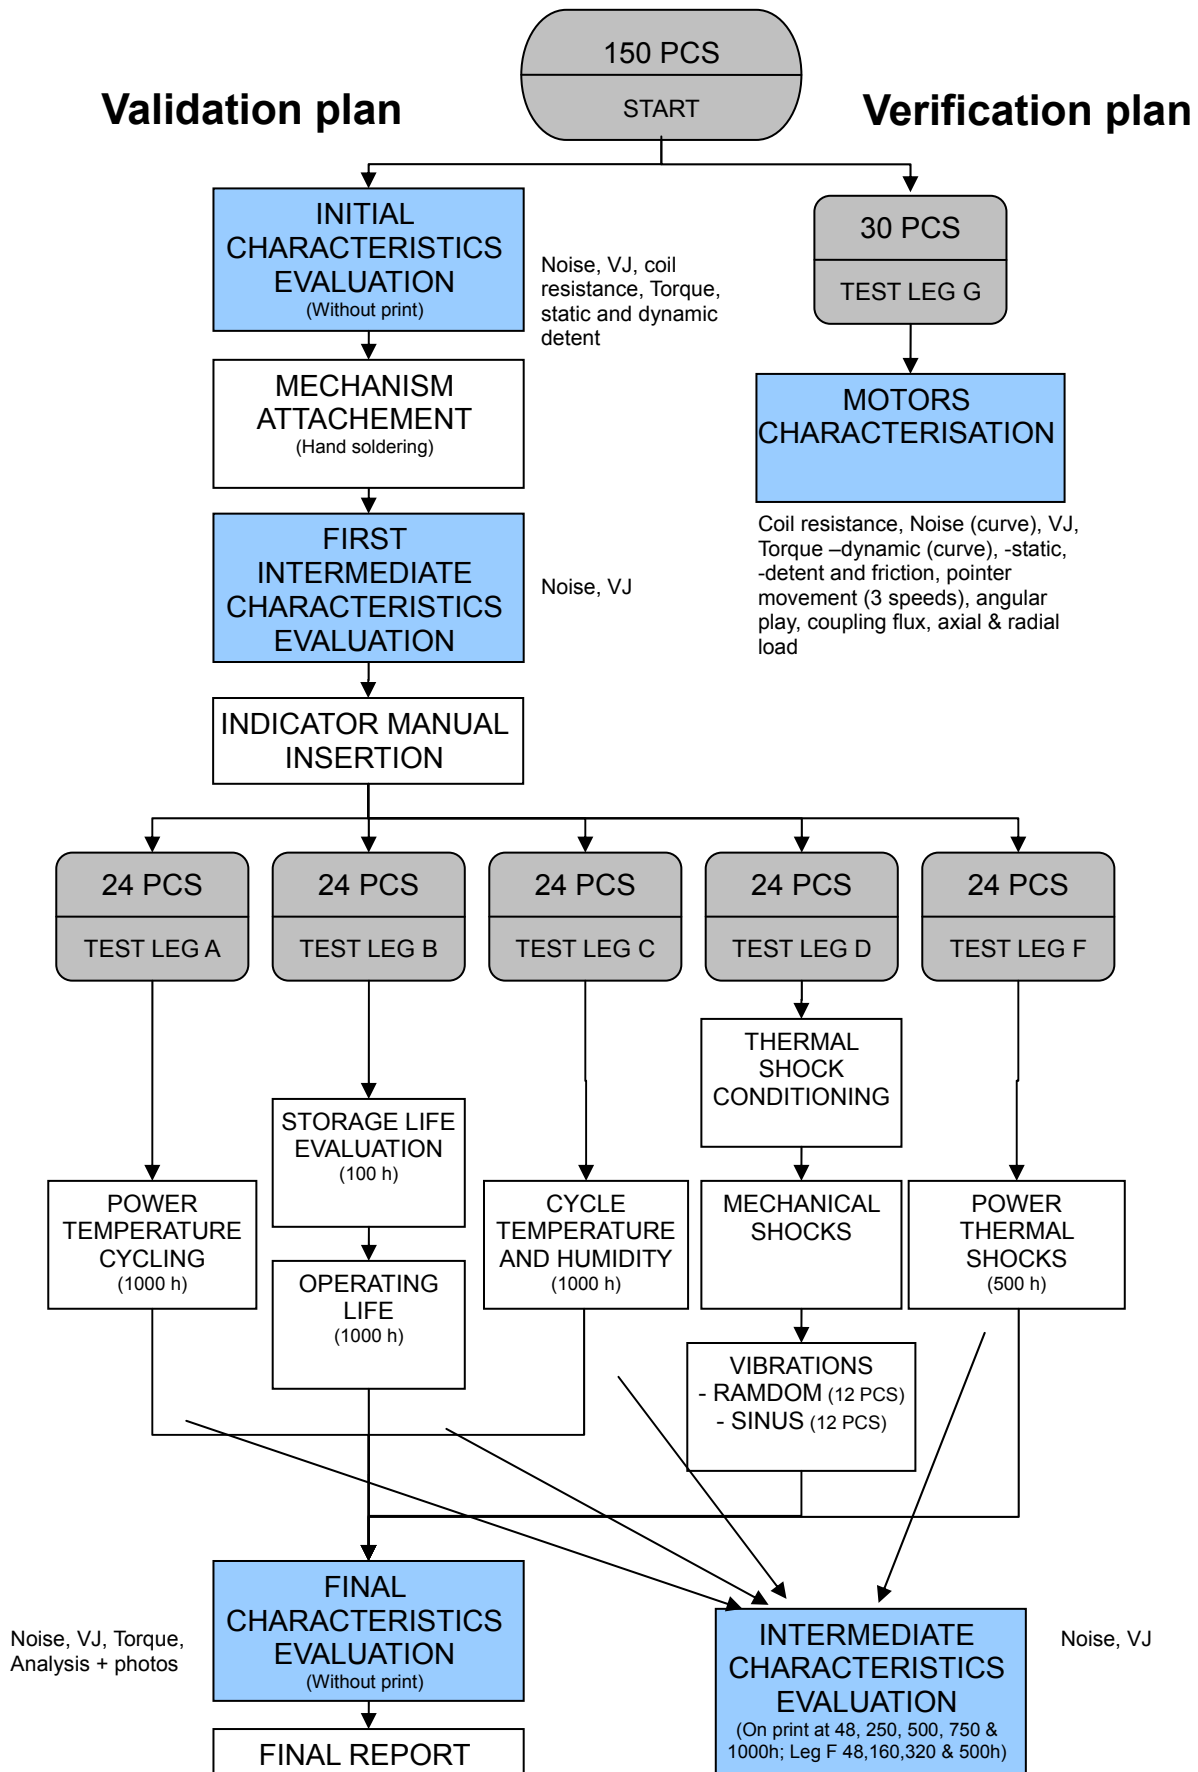 150 PCS
START
Validation plan
Verification plan
INITIAL
CHARACTERISTICS
EVALUATION
(Without print)
Noise, VJ, coil
resistance, Torque,
static and dynamic
detent
30 PCS
TEST LEG G
MECHANISM
ATTACHEMENT
(Hand soldering)
MOTORS
CHARACTERISATION
Coil resistance, Noise (curve), VJ,
Torque –dynamic (curve), -static,
-detent and friction, pointer
movement (3 speeds), angular
play, coupling flux, axial & radial
load
FIRST
INTERMEDIATE
CHARACTERISTICS
EVALUATION
Noise, VJ
INDICATOR MANUAL
INSERTION
24 PCS
TEST LEG A
24 PCS
TEST LEG B
24 PCS
TEST LEG C
24 PCS
TEST LEG D
24 PCS
TEST LEG F
THERMAL
SHOCK
CONDITIONING
STORAGE LIFE
EVALUATION
(100 h)
POWER
TEMPERATURE
CYCLING
(1000 h)
OPERATING
LIFE
(1000 h)
CYCLE
TEMPERATURE
AND HUMIDITY
(1000 h)
MECHANICAL
SHOCKS
POWER
THERMAL
SHOCKS
(500 h)
VIBRATIONS
- RAMDOM (12 PCS)
- SINUS (12 PCS)
FINAL
CHARACTERISTICS
EVALUATION
(Without print)
Noise, VJ, Torque,
Analysis + photos
INTERMEDIATE
CHARACTERISTICS
EVALUATION
(On print at 48, 250, 500, 750 &
1000h; Leg F 48,160,320 & 500h)
Noise, VJ
FINAL REPORT